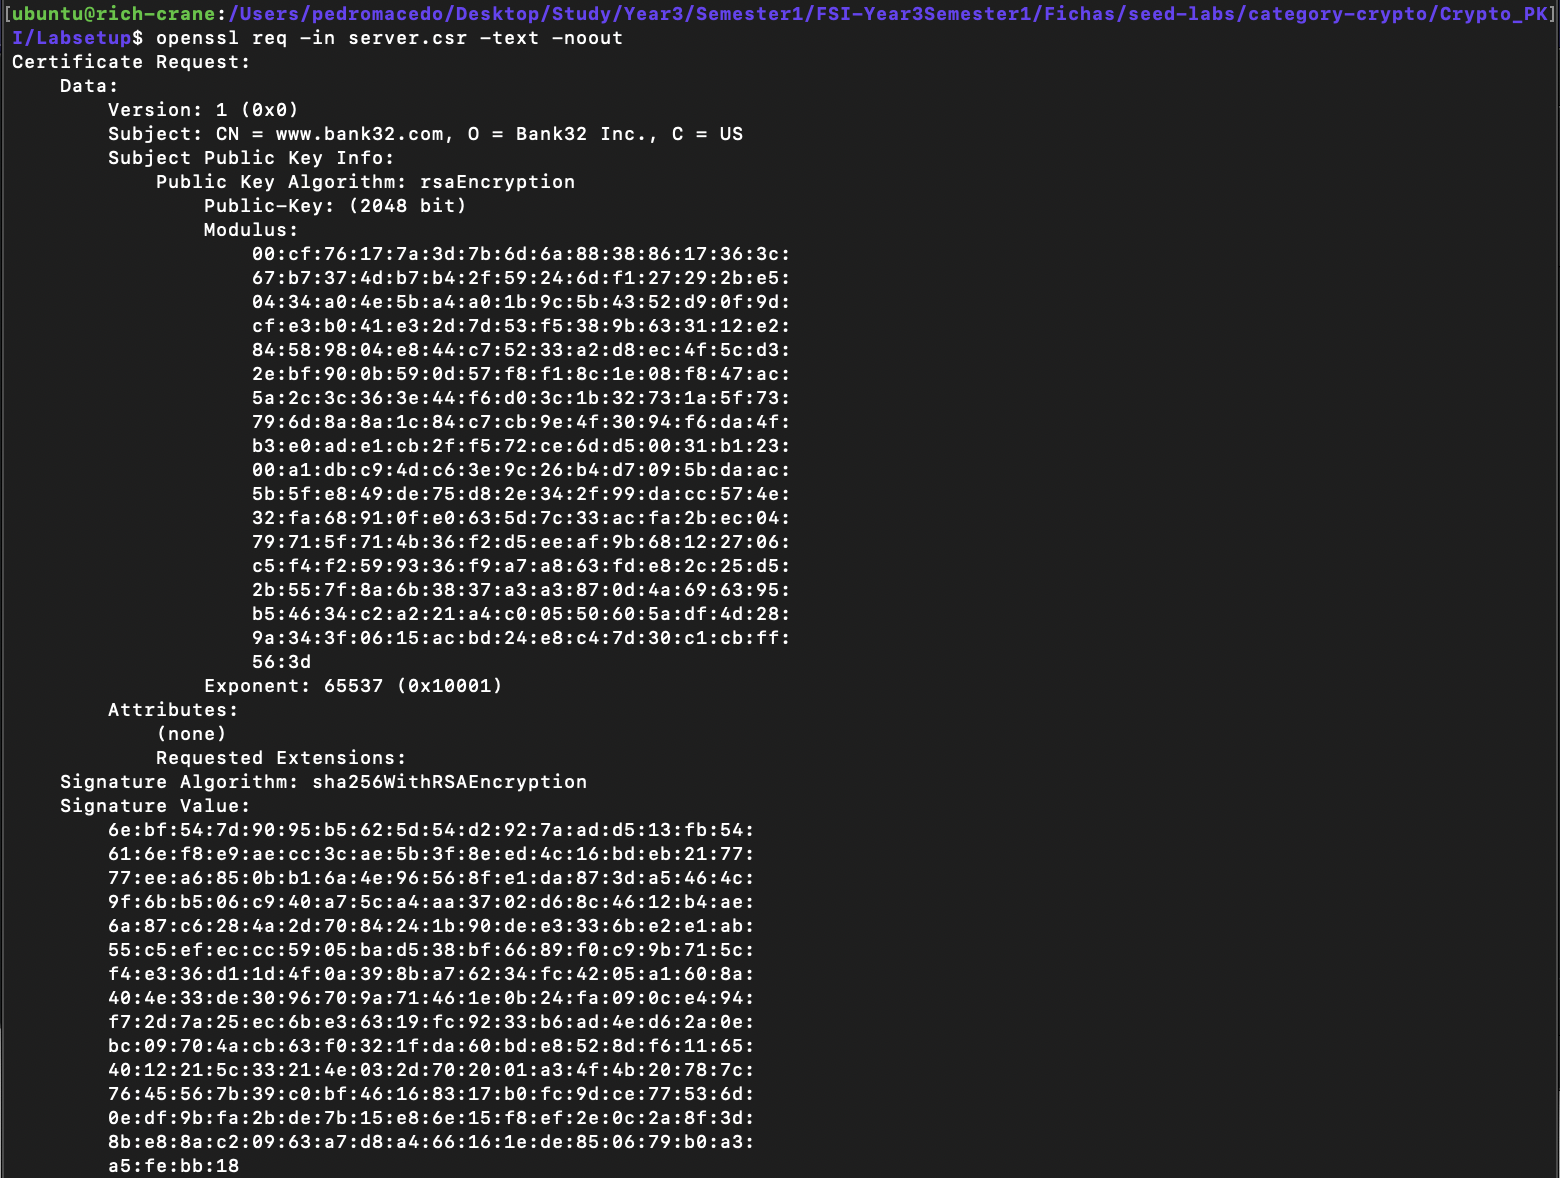 [ubuntu@rich-crane:/Users/pedromacedo/Desktop/Study/Year3/Semester1/FSI-Year3Semester1/Fichas/seed-labs/category-crypto/Crypto_PK]
I/Labsetup$ openssl req -in server.csr -text -noout
Certificate Request:
    Data:
        Version: 1 (0x0)
        Subject: CN = www.bank32.com, O = Bank32 Inc., C = US
        Subject Public Key Info:
            Public Key Algorithm: rsaEncryption
                Public-Key: (2048 bit)
                Modulus:
                    00:cf:76:17:7a:3d:7b:6d:6a:88:38:86:17:36:3c:
                    67:b7:37:4d:b7:b4:2f:59:24:6d:f1:27:29:2b:e5:
                    04:34:a0:4e:5b:a4:a0:1b:9c:5b:43:52:d9:0f:9d:
                    cf:e3:b0:41:e3:2d:7d:53:f5:38:9b:63:31:12:e2:
                    84:58:98:04:e8:44:c7:52:33:a2:d8:ec:4f:5c:d3:
                    2e:bf:90:0b:59:0d:57:f8:f1:8c:1e:08:f8:47:ac:
                    5a:2c:3c:36:3e:44:f6:d0:3c:1b:32:73:1a:5f:73:
                    79:6d:8a:8a:1c:84:c7:cb:9e:4f:30:94:f6:da:4f:
                    b3:e0:ad:e1:cb:2f:f5:72:ce:6d:d5:00:31:b1:23:
                    00:a1:db:c9:4d:c6:3e:9c:26:b4:d7:09:5b:da:ac:
                    5b:5f:e8:49:de:75:d8:2e:34:2f:99:da:cc:57:4e:
                    32:fa:68:91:0f:e0:63:5d:7c:33:ac:fa:2b:ec:04:
                    79:71:5f:71:4b:36:f2:d5:ee:af:9b:68:12:27:06:
                    c5:f4:f2:59:93:36:f9:a7:a8:63:fd:e8:2c:25:d5:
                    2b:55:7f:8a:6b:38:37:a3:a3:87:0d:4a:69:63:95:
                    b5:46:34:c2:a2:21:a4:c0:05:50:60:5a:df:4d:28:
                    9a:34:3f:06:15:ac:bd:24:e8:c4:7d:30:c1:cb:ff:
                    56:3d
                Exponent: 65537 (0x10001)
        Attributes:
            (none)
            Requested Extensions:
    Signature Algorithm: sha256WithRSAEncryption
    Signature Value:
        6e:bf:54:7d:90:95:b5:62:5d:54:d2:92:7a:ad:d5:13:fb:54:
        61:6e:f8:e9:ae:cc:3c:ae:5b:3f:8e:ed:4c:16:bd:eb:21:77:
        77:ee:a6:85:0b:b1:6a:4e:96:56:8f:e1:da:87:3d:a5:46:4c:
        9f:6b:b5:06:c9:40:a7:5c:a4:aa:37:02:d6:8c:46:12:b4:ae:
        6a:87:c6:28:4a:2d:70:84:24:1b:90:de:e3:33:6b:e2:e1:ab:
        55:c5:ef:ec:cc:59:05:ba:d5:38:bf:66:89:f0:c9:9b:71:5c:
        f4:e3:36:d1:1d:4f:0a:39:8b:a7:62:34:fc:42:05:a1:60:8a:
        40:4e:33:de:30:96:70:9a:71:46:1e:0b:24:fa:09:0c:e4:94:
        f7:2d:7a:25:ec:6b:e3:63:19:fc:92:33:b6:ad:4e:d6:2a:0e:
        bc:09:70:4a:cb:63:f0:32:1f:da:60:bd:e8:52:8d:f6:11:65:
        40:12:21:5c:33:21:4e:03:2d:70:20:01:a3:4f:4b:20:78:7c:
        76:45:56:7b:39:c0:bf:46:16:83:17:b0:fc:9d:ce:77:53:6d:
        0e:df:9b:fa:2b:de:7b:15:e8:6e:15:f8:ef:2e:0c:2a:8f:3d:
        8b:e8:8a:c2:09:63:a7:d8:a4:66:16:1e:de:85:06:79:b0:a3:
        a5:fe:bb:18